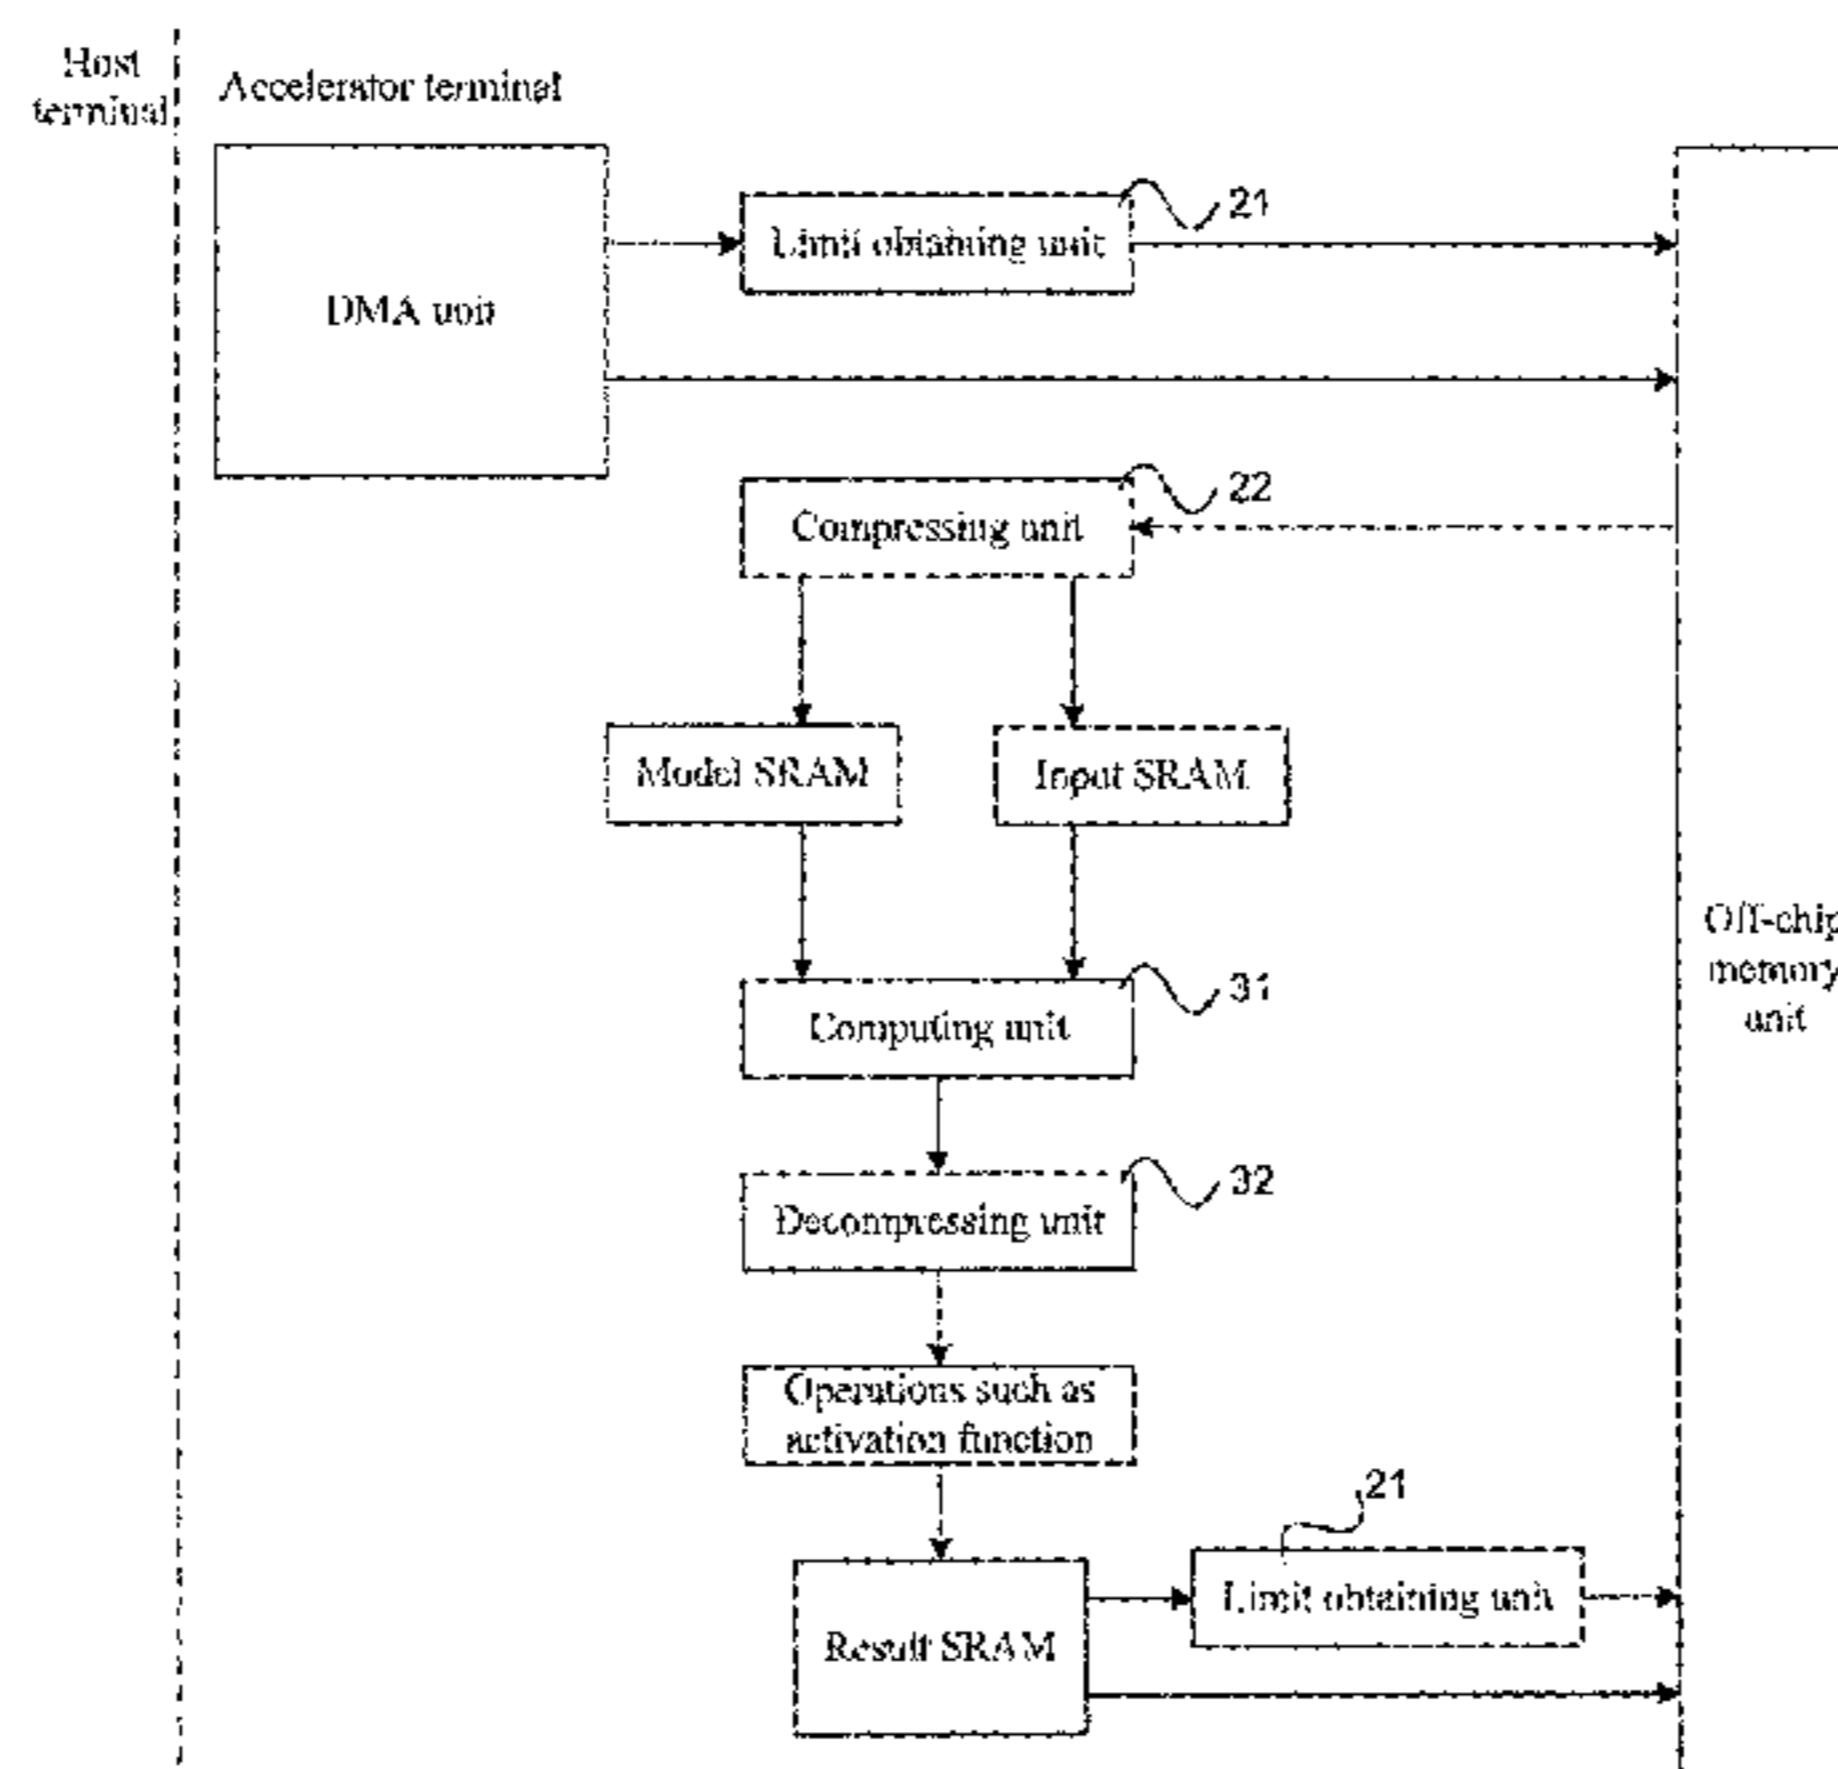 Host
terminal
Accelerator terminal
21
Limit obtaining unit
DMA unit
22
Compressing unit
Model SRAM
Input SRAM
Off-chip
memory
unit
31
Computing unit
32
Decompressing unit
Operations such as
activation function
21
Limit obtaining unit
Result SRAM